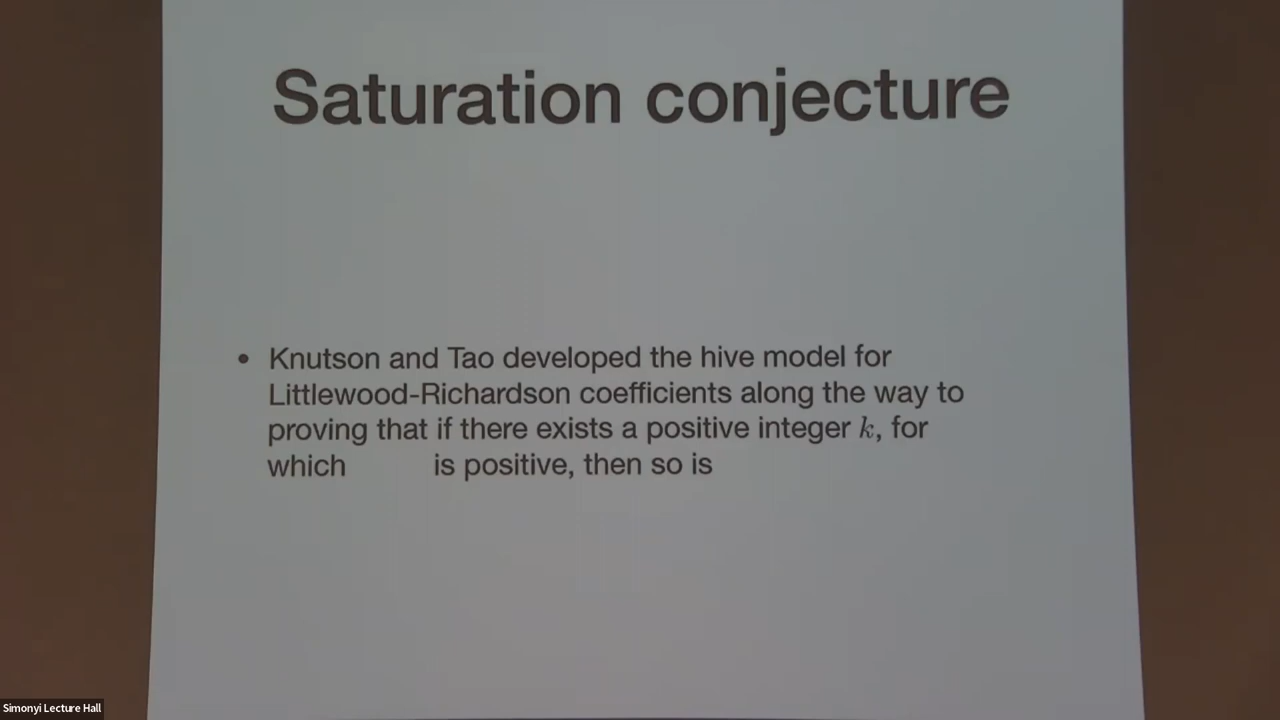 Saturation conjecture
• Knutson and Tao developed the hive model for
Littlewood-Richardson coefficients along the way to
proving that if there exists a positive integer k, for
which is positive, then so is
Simonyi Lecture Hall